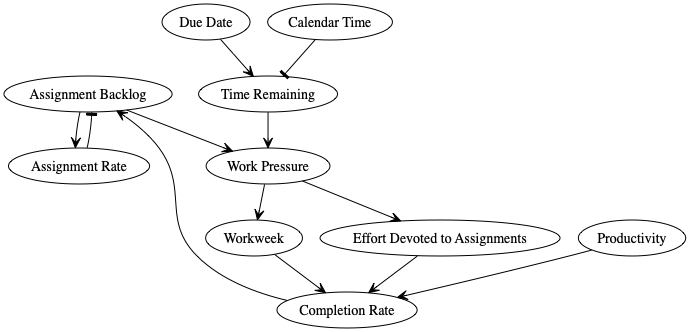 Due Date
Calendar Time
Assignment Backlog
Time Remaining
Assignment Rate
Work Pressure
Workweek
Effort Devoted to Assignments
Productivity
Completion Rate